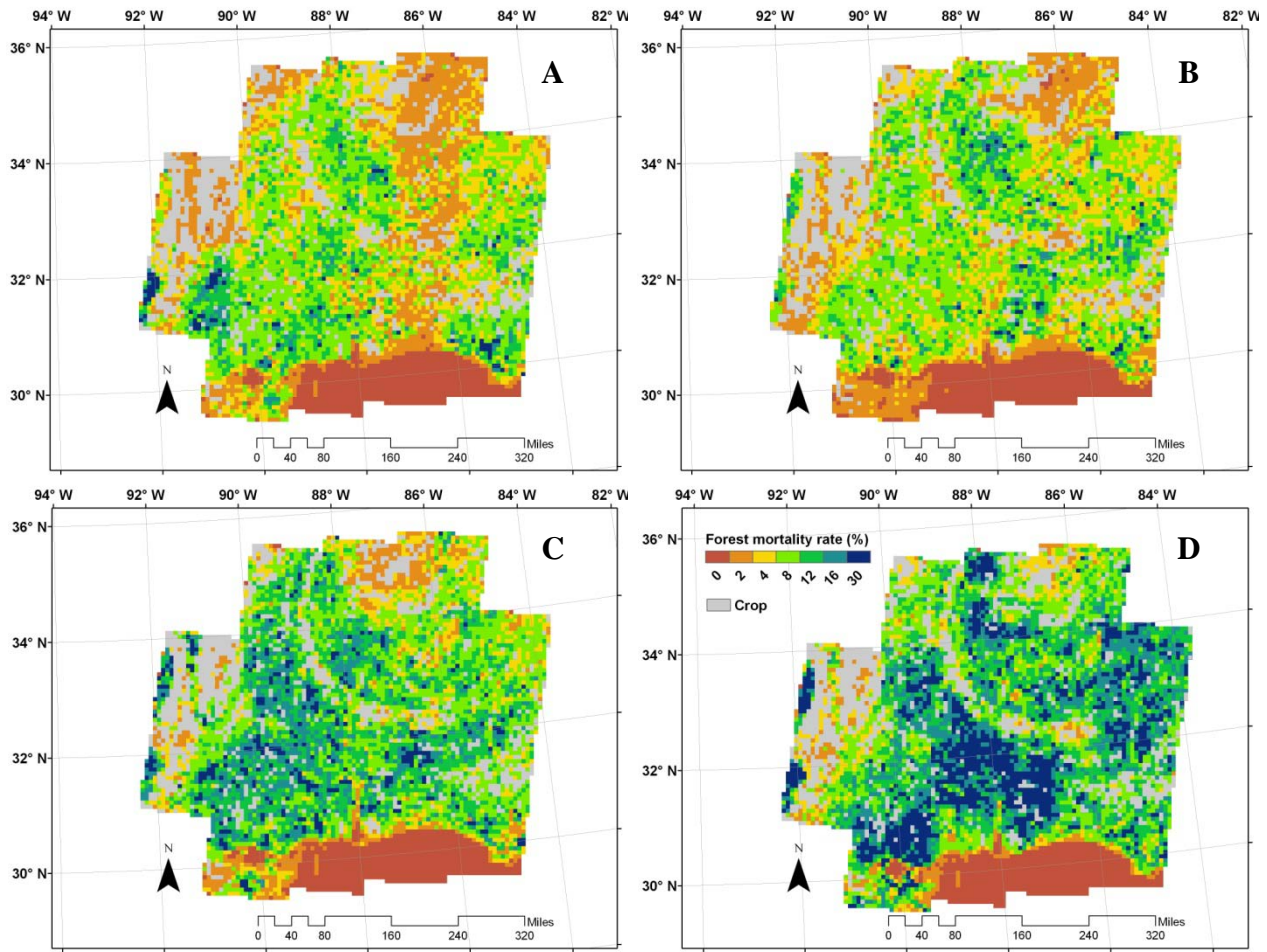 94 W 92 W 90 W 88 W 86 W 84 W 82 W
94 W 92 W 90 W 88 W 86 W 84 W 82 W
36° N
34° N
32° N
30° N
A
N
Miles
0 40 80 160 240 320
36° N
34° N
32° N
30° N
B
N
Miles
0 40 80 160 240 320
94 W 92 W 90 W 88 W 86 W 84 W 82 W
94 W 92 W 90 W 88 W 86 W 84 W
36° N
34° N
32° N
30° N
C
N
Miles
0 40 80 160 240 320
36° N
34° N
32° N
30° N
Forest mortality rate (%)
0 2 4 8 12 16 30
Crop
D
N
Miles
0 40 80 160 240 320